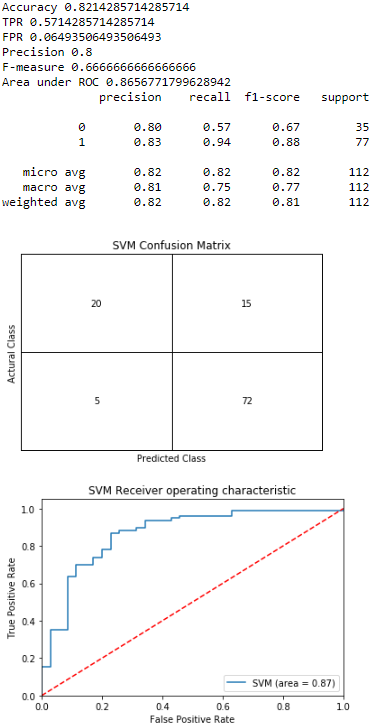 Accuracy 0.8214285714285714
TPR 0.5714285714285714
FPR 0.06493506493506493
Precision 0.8
F-measure 0.6666666666666666
Area under ROC 0.8656771799628942
precision recall f1-score support
0 0.80 0.57 0.67 35
1 0.83 0.94 0.88 77
micro avg 0.82 0.82 0.82 112
macro avg 0.81 0.75 0.77 112
weighted avg 0.82 0.82 0.81 112
SVM Confusion Matrix
Actural Class
20 15
5 72
Predicted Class
SVM Receiver operating characteristic
True Positive Rate
1.0
0.8
0.6
0.4
0.2
0.0
SVM (area = 0.87)
0.0 0.2 0.4 0.6 0.8 1.0
False Positive Rate